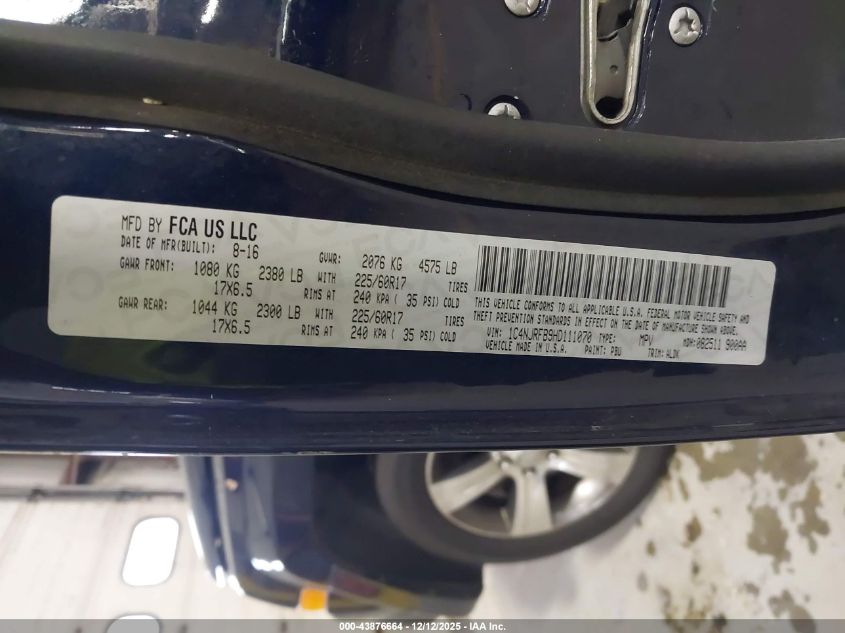 MFD BY FCA US LLC
DATE OF MFR(BUILT): 8-16 GVWR: 2076 KG 4575 LB
GAWR FRONT: 1080 KG 2380 LB WITH 225/60R17 TIRES
17X6.5 RIMS AT 240 KPA ( 35 PSI) COLD
GAWR REAR: 1044 KG 2300 LB WITH 225/60R17 TIRES
17X6.5 RIMS AT 240 KPA ( 35 PSI) COLD
THIS VEHICLE CONFORMS TO ALL APPLICABLE U.S.A. FEDERAL MOTOR VEHICLE SAFETY AND
THEFT PREVENTION STANDARDS IN EFFECT ON THE DATE OF MANUFACTURE SHOWN ABOVE.
VIN: 1C4NJRFB9HD111070 TYPE: MPV MDH: 082511 900AA
VEHICLE MADE IN U.S.A. PAINT: PBU TRIM: ALDK
000-43876664 - 12/12/2025 - IAA Inc.